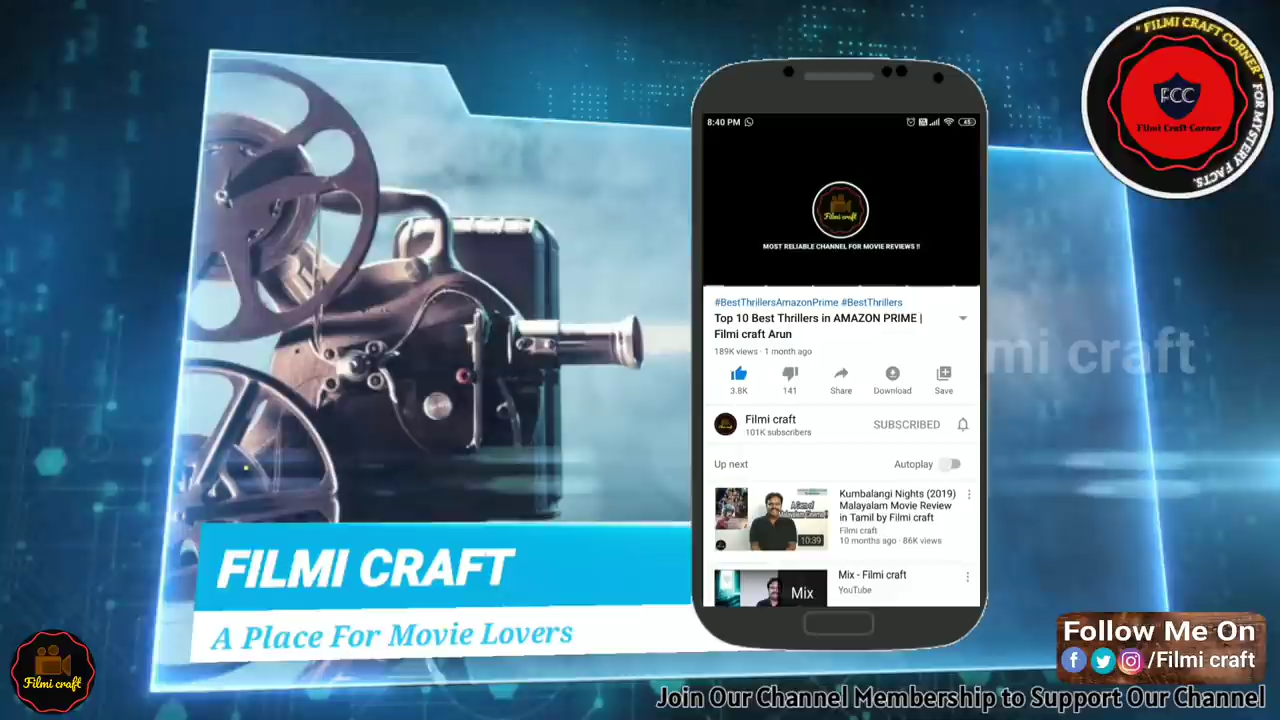 " FILMI CRAFT CORNER" FOR MYSTERY FACTS.
FCC
Filmi Craft Corner
8:40 PM
45
Filmi craft
MOST RELIABLE CHANNEL FOR MOVIE REVIEWS !!
#BestThrillersAmazonPrime #BestThrillers
Top 10 Best Thrillers in AMAZON PRIME |
Filmi craft Arun
189K views · 1 month ago
3.8K 141 Share Download Save
Filmi craft
101K subscribers
SUBSCRIBED
Up next Autoplay
Kumbalangi Nights (2019)
Malayalam Movie Review
in Tamil by Filmi craft
Filmi craft
10 months ago · 86K views
10:39
Mix - Filmi craft
YouTube
Mix
mi craft
FILMI CRAFT
A Place For Movie Lovers
Filmi craft
Follow Me On
/Filmi craft
Join Our Channel Membership to Support Our Channel